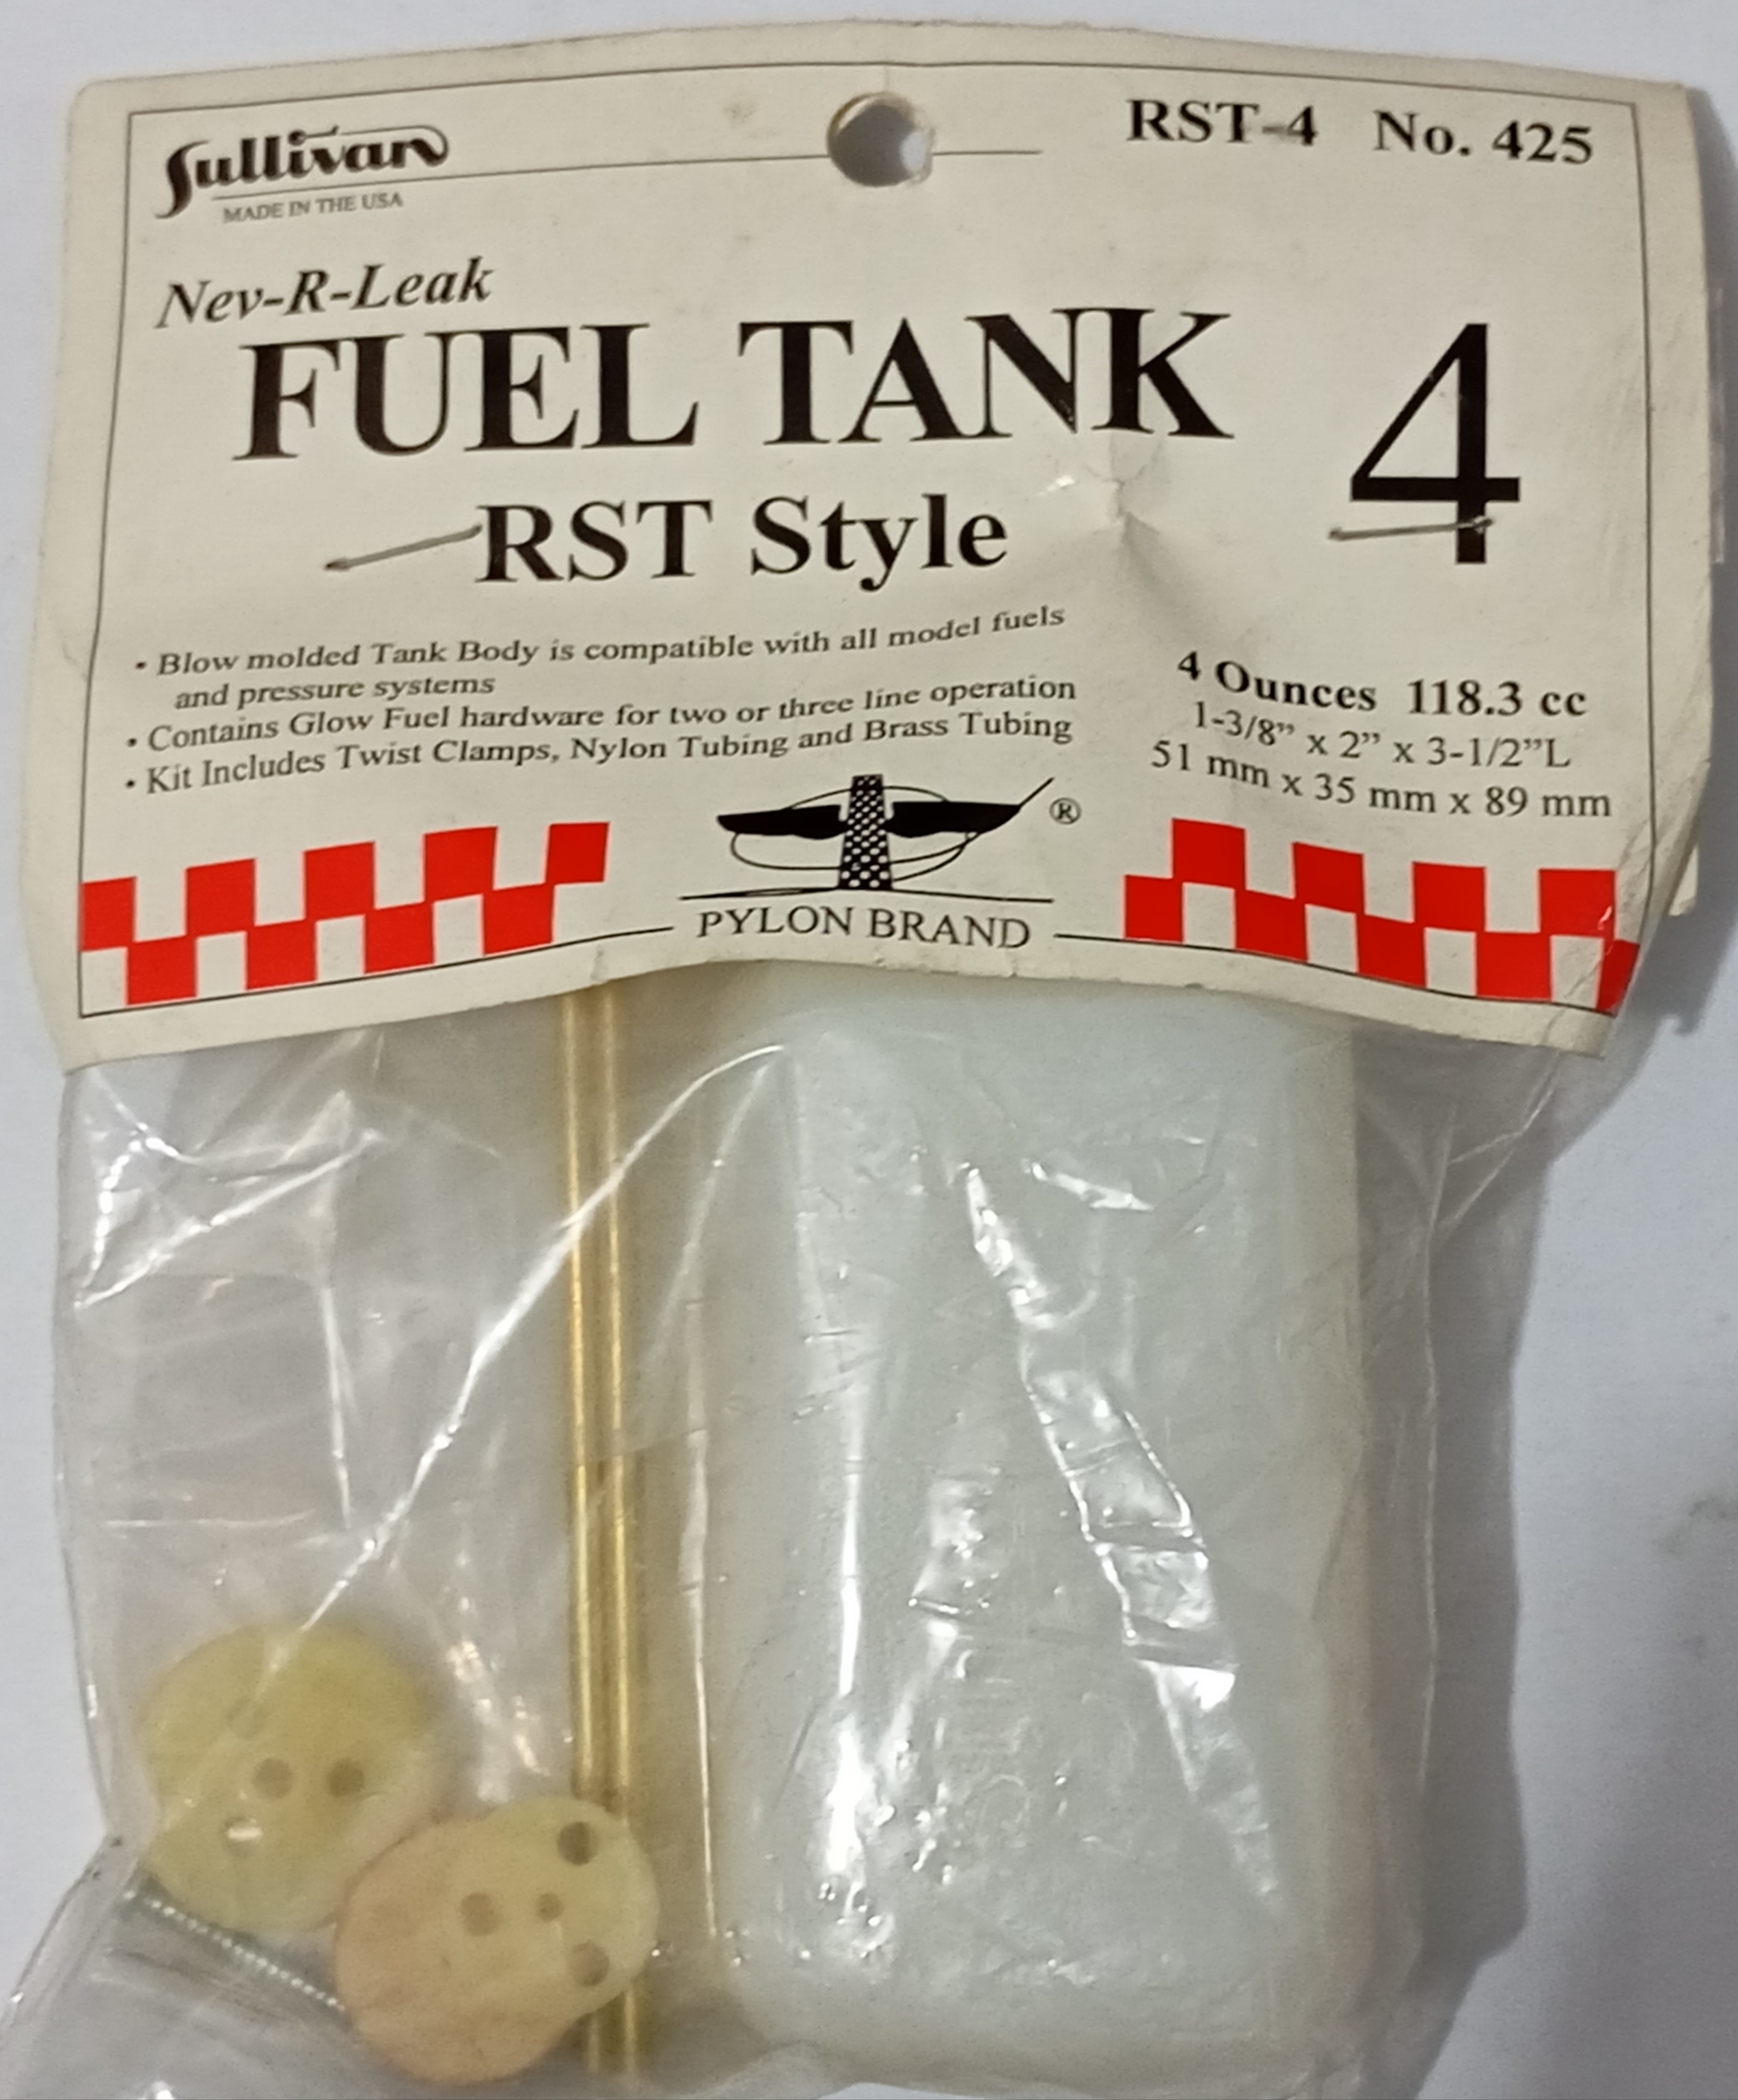 Sullivan
MADE IN THE USA
RST-4 No. 425
Nev-R-Leak
FUEL TANK 4
RST Style
• Blow molded Tank Body is compatible with all model fuels
and pressure systems
• Contains Glow Fuel hardware for two or three line operation
• Kit Includes Twist Clamps, Nylon Tubing and Brass Tubing
4 Ounces 118.3 cc
1-3/8” x 2” x 3-1/2”L
51 mm x 35 mm x 89 mm
®
PYLON BRAND